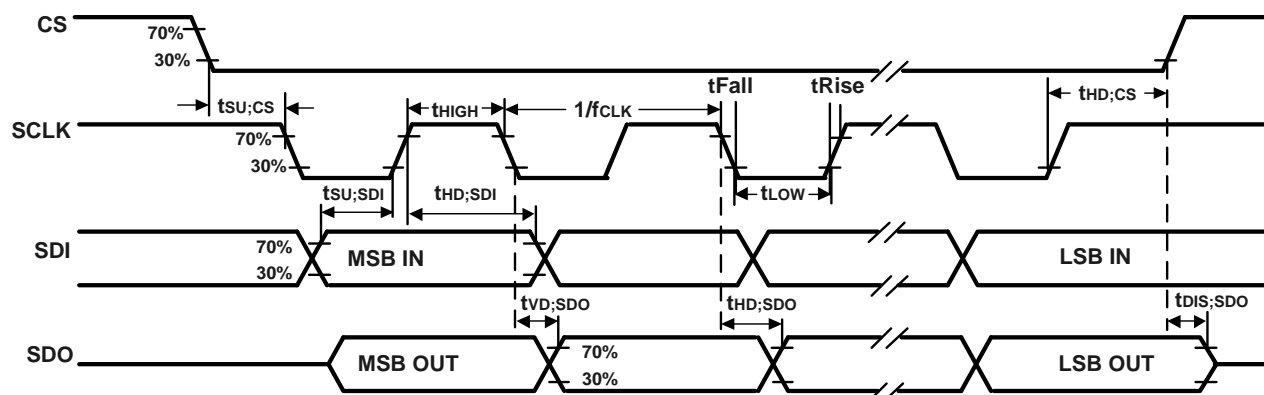 CS
70%
30%
tFall
tRise
tSU;CS
tHIGH
1/fCLK
tHD;CS
SCLK
70%
30%
tSU;SDI
tHD;SDI
tLOW
SDI
70%
30%
MSB IN
LSB IN
tVD;SDO
tHD;SDO
tDIS;SDO
SDO
MSB OUT
70%
30%
LSB OUT